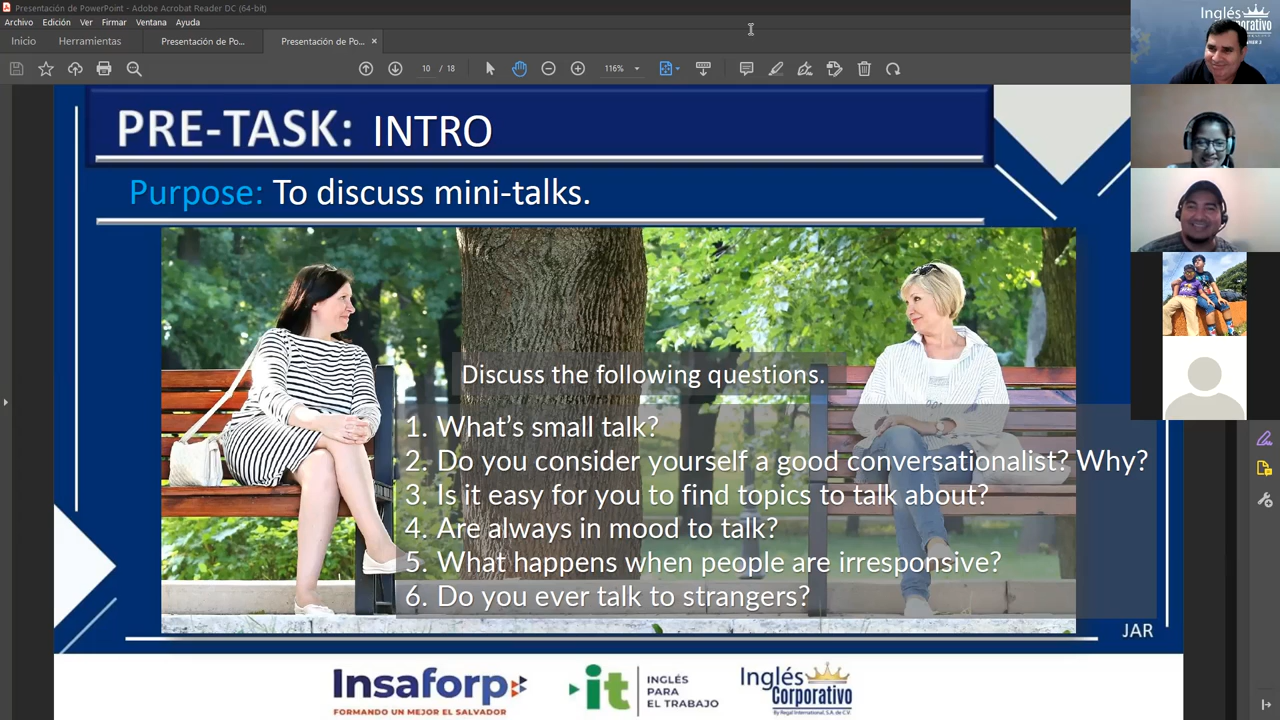 Presentación de PowerPoint - Adobe Acrobat Reader DC (64-bit)
Archivo Edición Ver Firmar Ventana Ayuda
Inicio Herramientas Presentación de Po... Presentación de Po... ×
10 / 18 116%
Inglés
Corporativo
PRE-TASK: INTRO
Purpose: To discuss mini-talks.
Discuss the following questions.
1. What's small talk?
2. Do you consider yourself a good conversationalist? Why?
3. Is it easy for you to find topics to talk about?
4. Are always in mood to talk?
5. What happens when people are irresponsive?
6. Do you ever talk to strangers?
JAR
Insaforp
FORMANDO UN MEJOR EL SALVADOR
it
INGLÉS
PARA
EL TRABAJO
Inglés
Corporativo
By Regal International, S.A. de C.V.